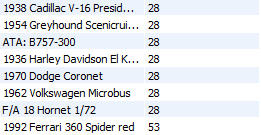 1938 Cadillac V-16 Presid... 28
1954 Greyhound Scenicrui... 28
ATA: B757-300 28
1936 Harley Davidson El K... 28
1970 Dodge Coronet 28
1962 Volkswagen Microbus 28
F/A 18 Hornet 1/72 28
1992 Ferrari 360 Spider red 53